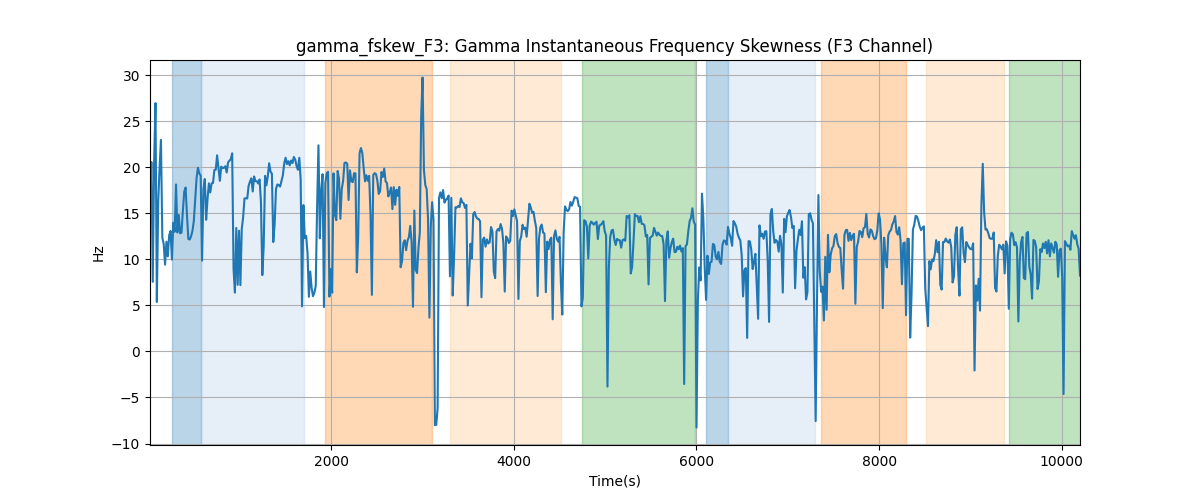 gamma_fskew_F3: Gamma Instantaneous Frequency Skewness (F3 Channel)
Hz
30
25
20
15
10
5
0
−5
−10
2000 4000 6000 8000 10000
Time(s)